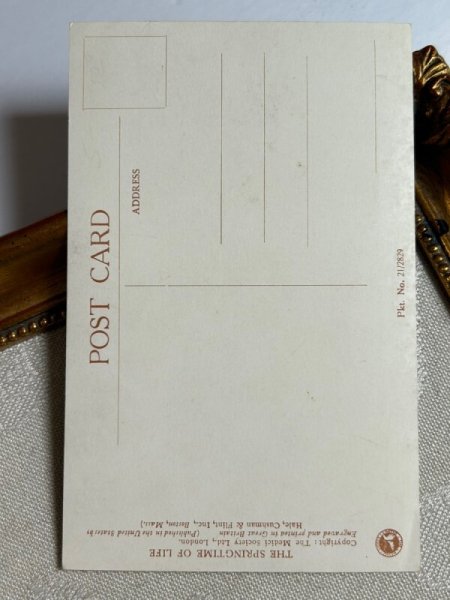 POST CARD
ADDRESS
Pkt. No. 21/2829
THE SPRINGTIME OF LIFE
Copyright: The Medici Society Ltd., London.
Engraved and printed in Great Britain (Published in the United States by
Hale, Cushman & Flint, Inc., Boston, Mass.)